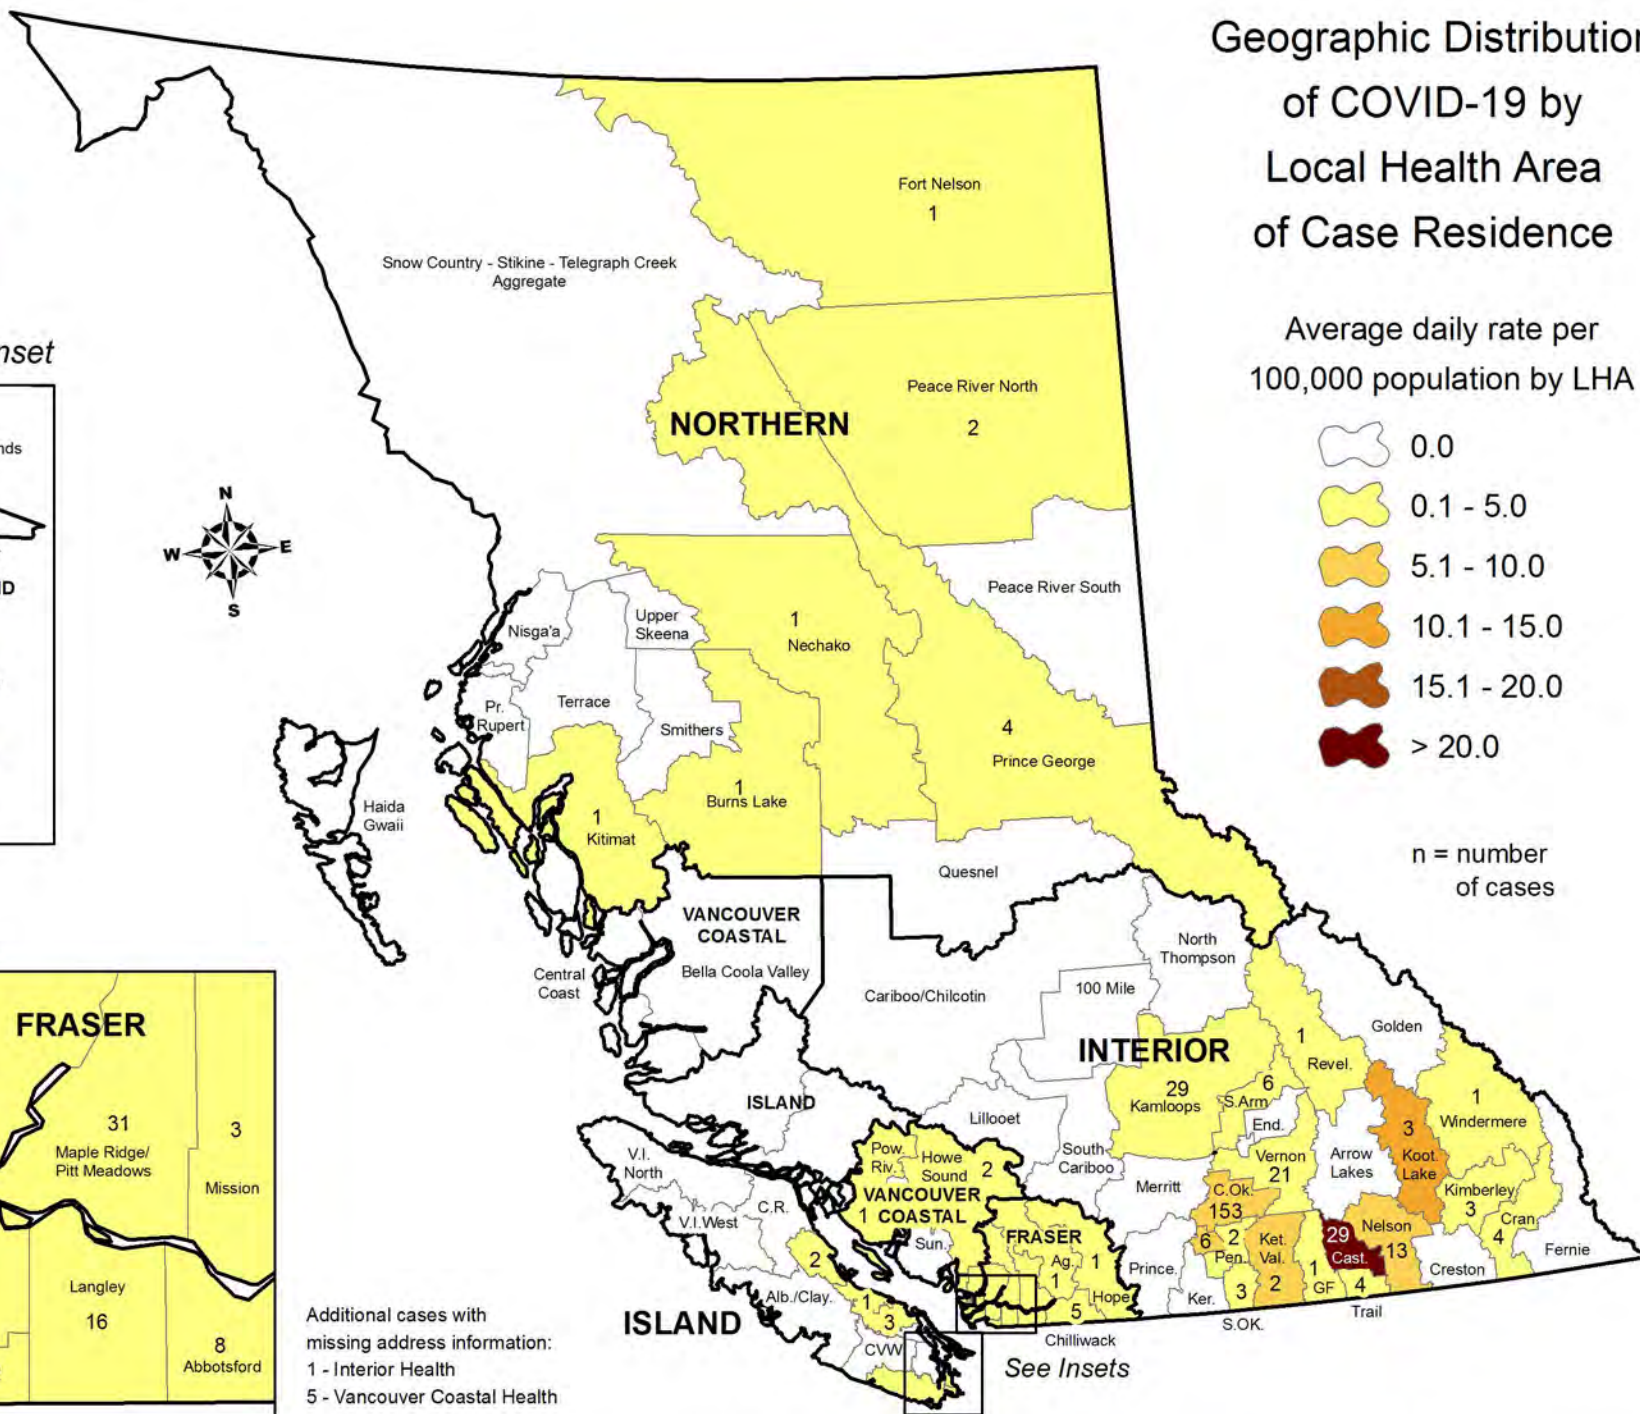 Geographic Distribution
of COVID-19 by
Local Health Area
of Case Residence
Average daily rate per
100,000 population by LHA
0.0
0.1 - 5.0
5.1 - 10.0
10.1 - 15.0
15.1 - 20.0
> 20.0
n = number
of cases
Fort Nelson
1
Snow Country - Stikine - Telegraph Creek
Aggregate
Peace River North
2
NORTHERN
Peace River South
N
W
E
S
Nisga'a
Upper
Skeena
1
Nechako
Pr.
Rupert
Terrace
Smithers
4
Prince George
1
Burns Lake
1
Kitimat
Haida
Gwaii
Quesnel
VANCOUVER
COASTAL
Bella Coola Valley
Central
Coast
Cariboo/Chilcotin
100 Mile
North
Thompson
INTERIOR
Golden
1
Revel.
29
Kamloops
6
S.Arm
End.
1
Windermere
3
Koot.
Lake
Lillooet
South
Cariboo
Merritt
Vernon
21
Arrow
Lakes
C.Ok.
153
Kimberley
3
Cran.
4
Fernie
Nelson
13
29
Cast.
Creston
6
2
Pen.
Ket.
Val.
2
1
GF
4
Trail
3
S.OK.
Ker.
Prince.
ISLAND
V.I.
North
V.I.West
C.R.
Pow.
Riv.
Howe
Sound
2
VANCOUVER
COASTAL
1
Sun.
FRASER
Ag.
1
1
Hope
5
Chilliwack
2
Alb./Clay.
1
3
CVW
ISLAND
See Insets
nset
nds
D
FRASER
31
Maple Ridge/
Pitt Meadows
3
Mission
Langley
16
8
Abbotsford
Additional cases with
missing address information:
1 - Interior Health
5 - Vancouver Coastal Health